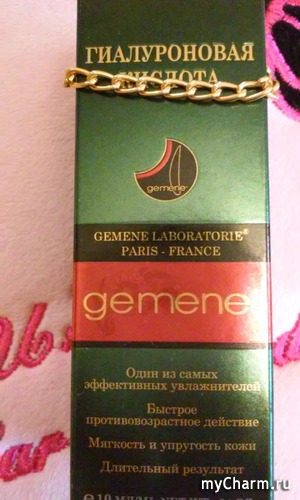 ГИАЛУРОНОВАЯ
КИСЛОТА
gemene
GEMENE LABORATORIE®
PARIS - FRANCE
gemene
Один из самых
эффективных увлажнителей
Быстрое
противовозрастное действие
Мягкость и упругость кожи
Длительный результат
myCharm.ru